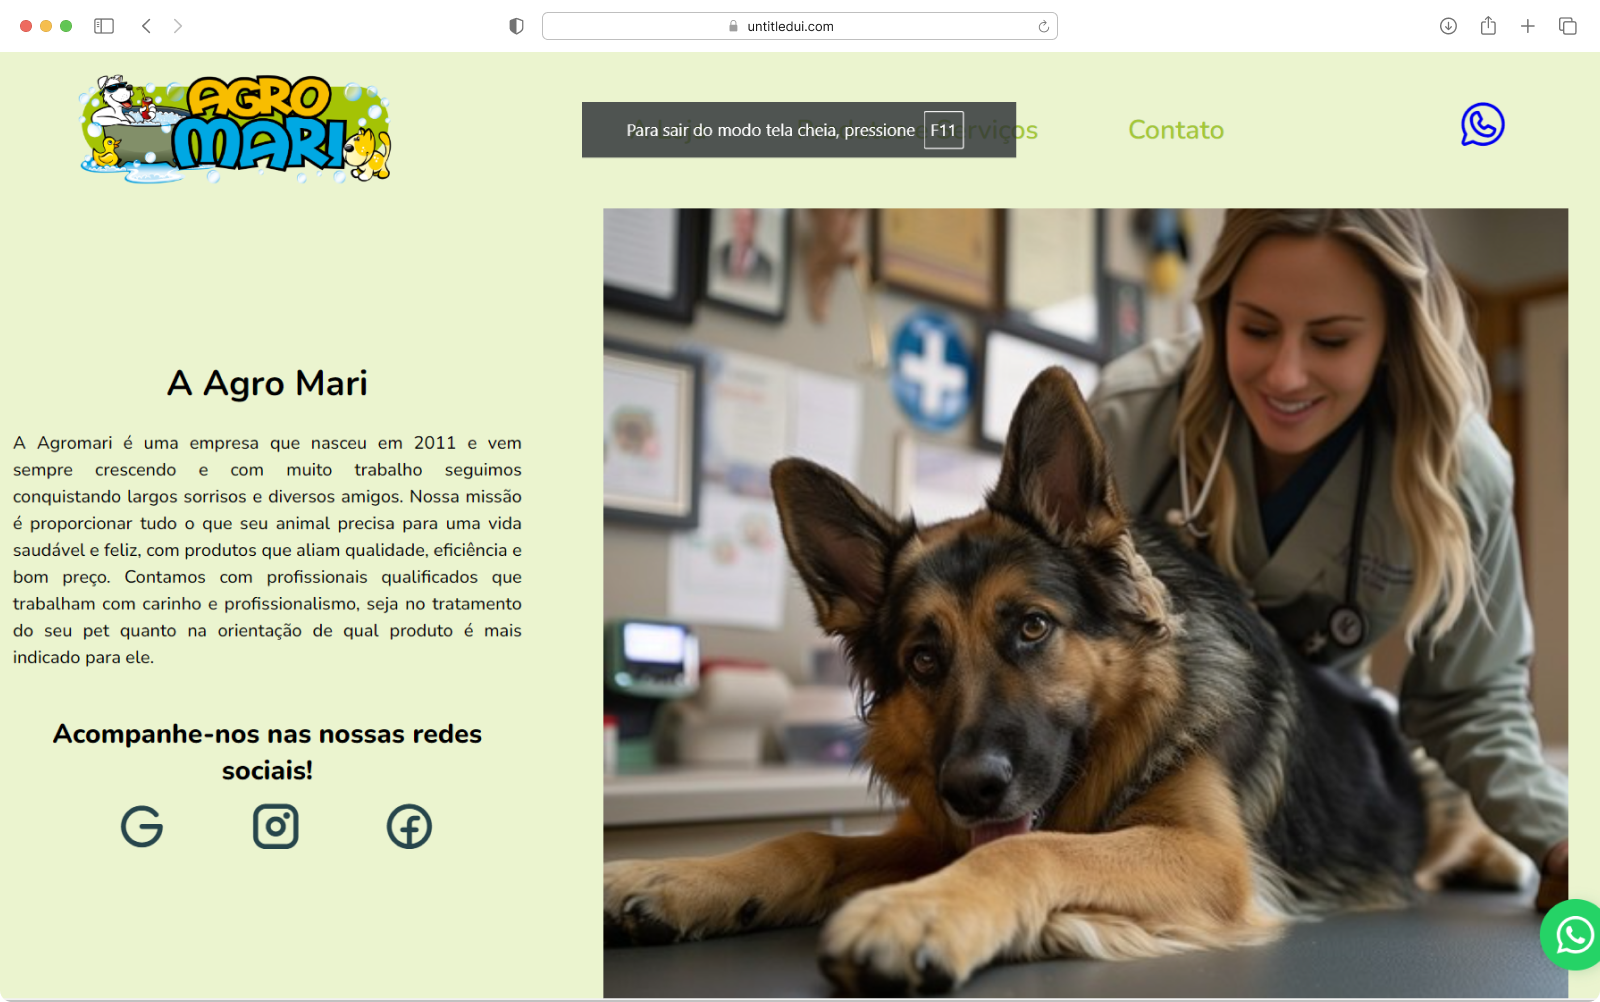 untitledui.com
AGRO
MARI
Para sair do modo tela cheia, pressione F11
Serviços
Contato
A Agro Mari
A Agromari é uma empresa que nasceu em 2011 e vem
sempre crescendo e com muito trabalho seguimos
conquistando largos sorrisos e diversos amigos. Nossa missão
é proporcionar tudo o que seu animal precisa para uma vida
saudável e feliz, com produtos que aliam qualidade, eficiência e
bom preço. Contamos com profissionais qualificados que
trabalham com carinho e profissionalismo, seja no tratamento
do seu pet quanto na orientação de qual produto é mais
indicado para ele.
Acompanhe-nos nas nossas redes
sociais!